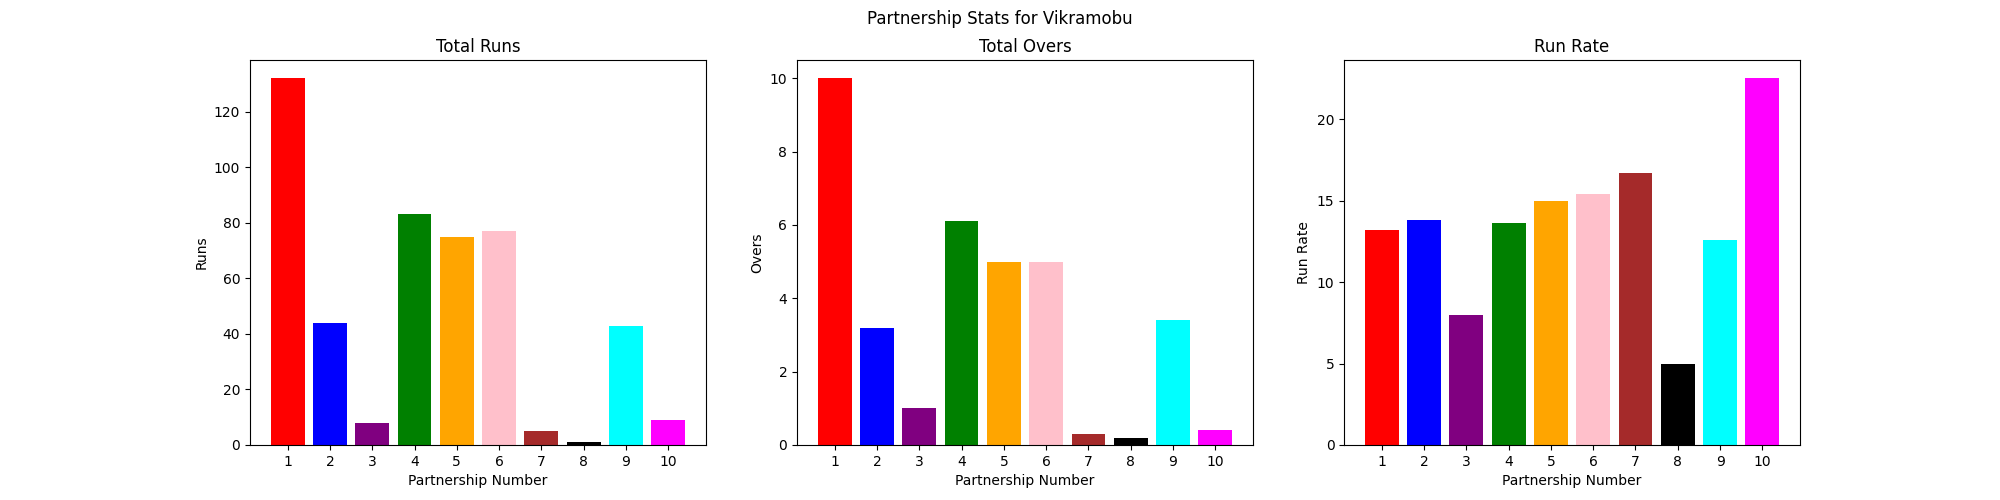 Partnership Stats for Vikramobu
Total Runs
Runs
120
100
80
60
40
20
0
1 2 3 4 5 6 7 8 9 10
Partnership Number
Total Overs
Overs
10
8
6
4
2
0
1 2 3 4 5 6 7 8 9 10
Partnership Number
Run Rate
Run Rate
20
15
10
5
0
1 2 3 4 5 6 7 8 9 10
Partnership Number